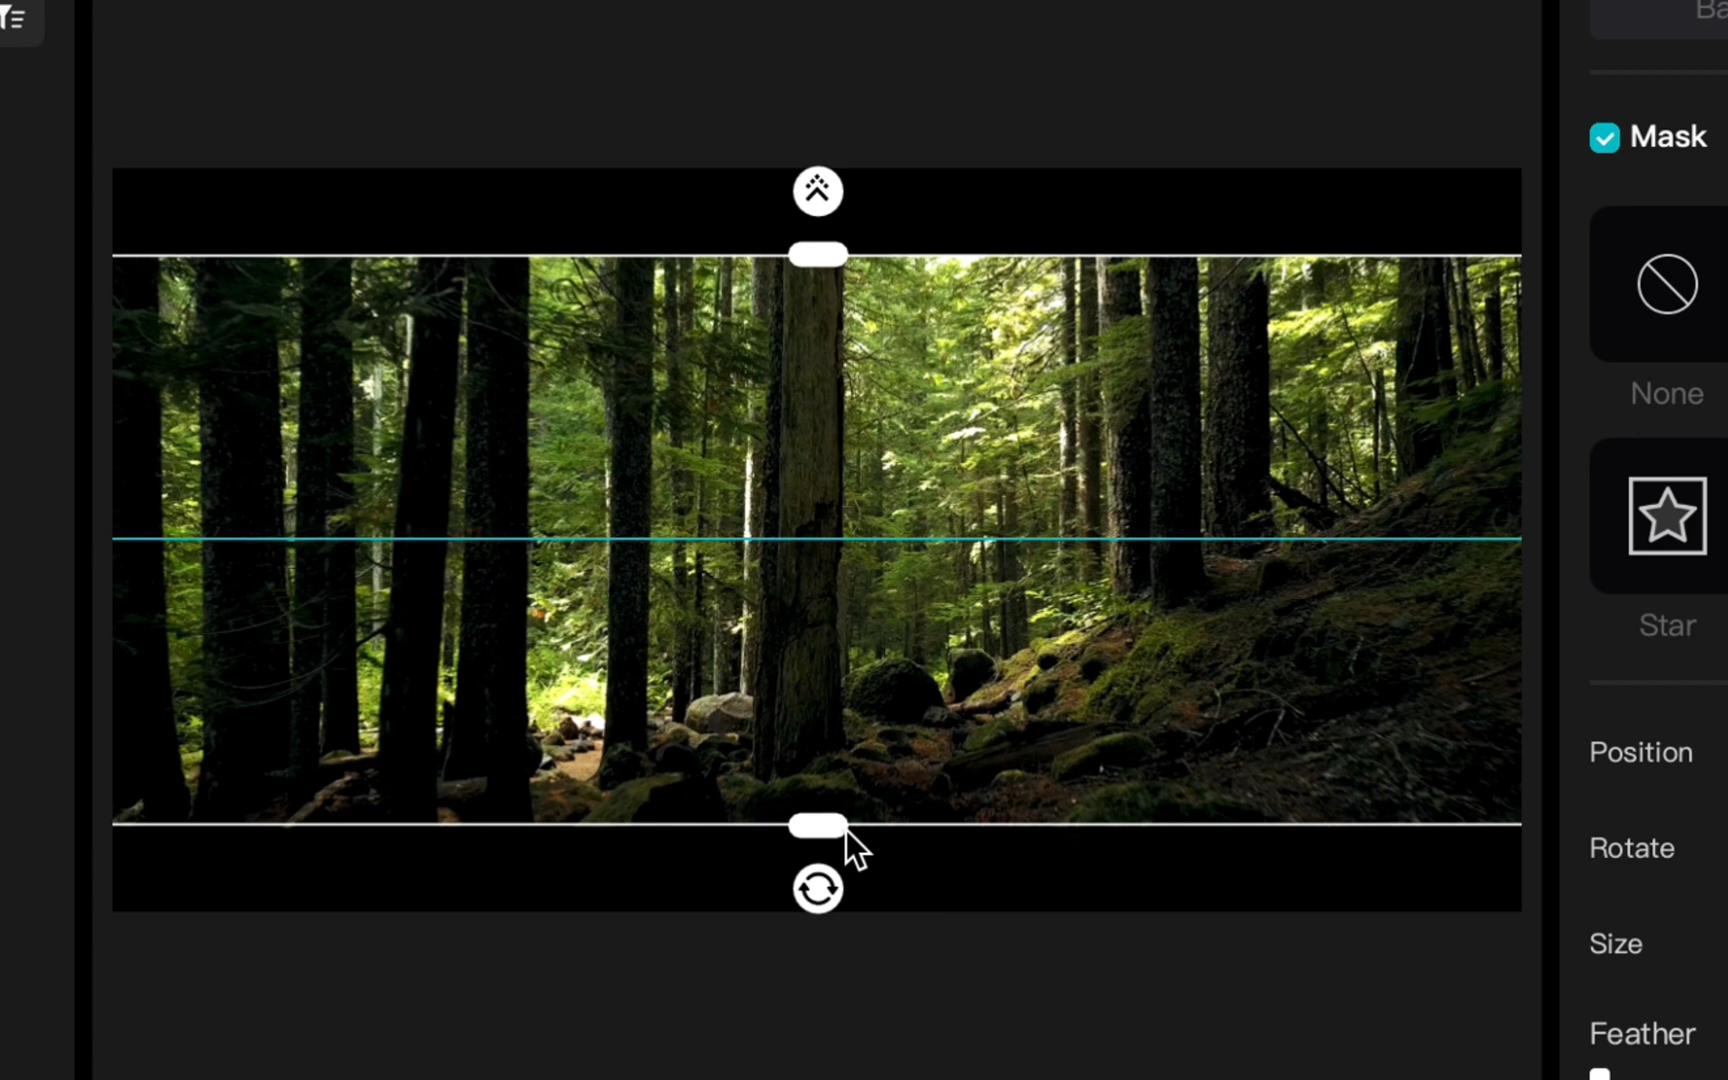 Mask
None
Star
Position
Rotate
Size
Feather